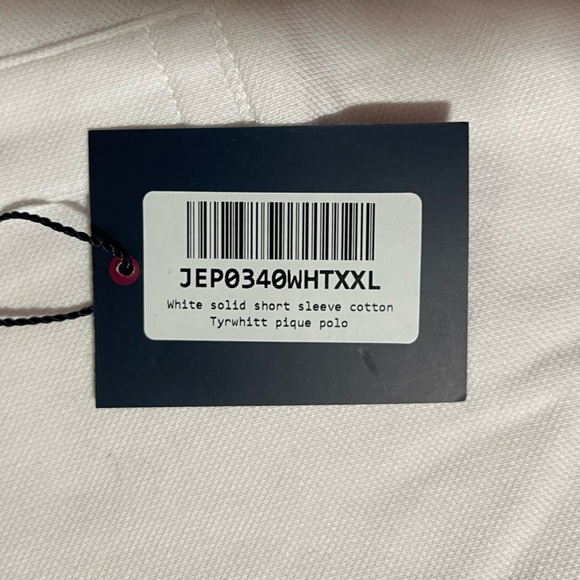 JEP0340WHTXXL
White solid short sleeve cotton
Tyrwhitt pique polo